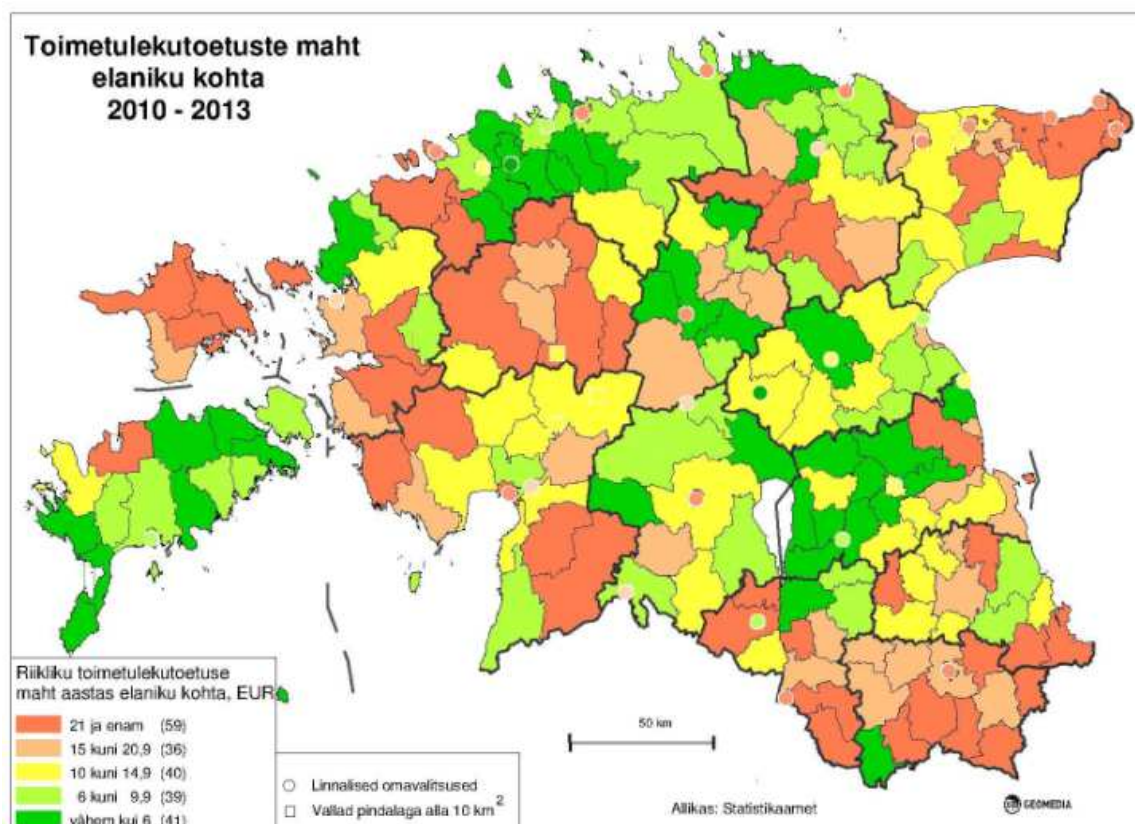 Toimetulekutoetuste maht
elaniku kohta
2010 - 2013
Riikliku toimetulekutoetuse
maht aastas elaniku kohta, EUR
21 ja enam (59)
15 kuni 20,9 (36)
10 kuni 14,9 (40)
6 kuni 9,9 (39)
vähem kui 6 (41)
Linnalised omavalitsused
Vallad pindalaga alla 10 km²
50 km
Allikas: Statistikaamet
GEOMEDIA